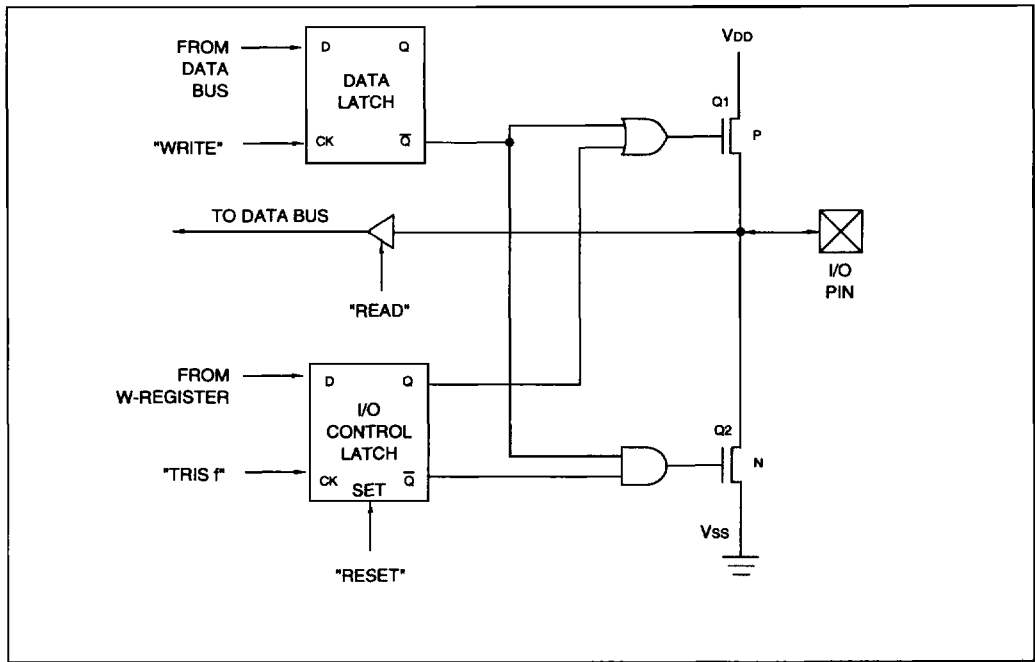 FROM
DATA
BUS
D
Q
DATA
LATCH
"WRITE"
CK
Q̅
VDD
Q1
P
TO DATA BUS
"READ"
I/O
PIN
FROM
W-REGISTER
D
Q
I/O
CONTROL
LATCH
"TRIS f"
CK
SET
Q̅
"RESET"
Q2
N
VSS